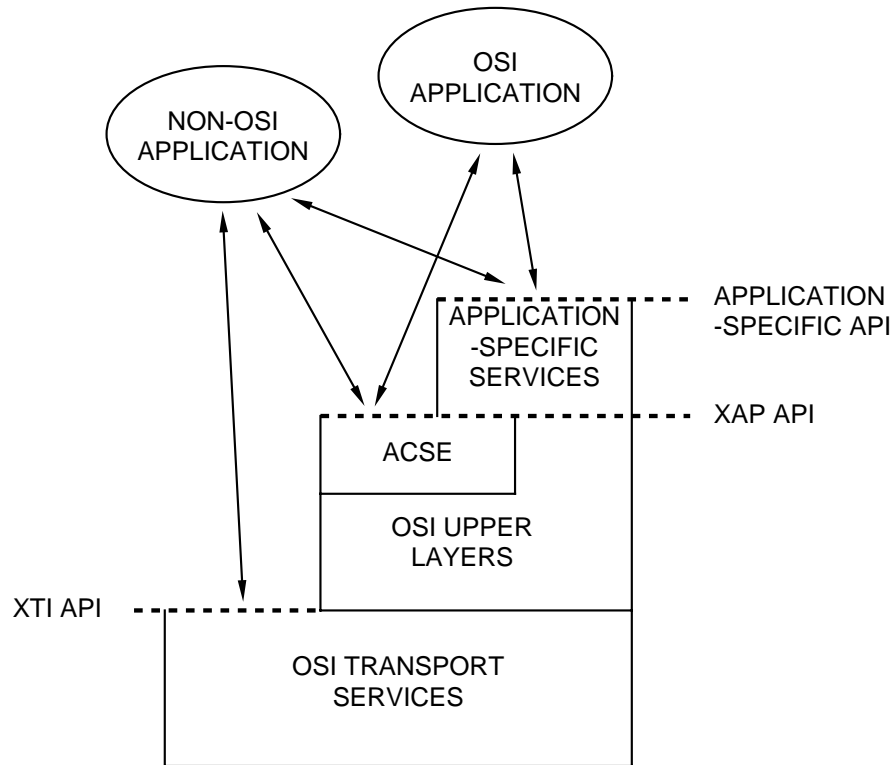 OSI
APPLICATION
NON-OSI
APPLICATION
APPLICATION
-SPECIFIC
SERVICES
APPLICATION
-SPECIFIC API
XAP API
ACSE
OSI UPPER
LAYERS
XTI API
OSI TRANSPORT
SERVICES